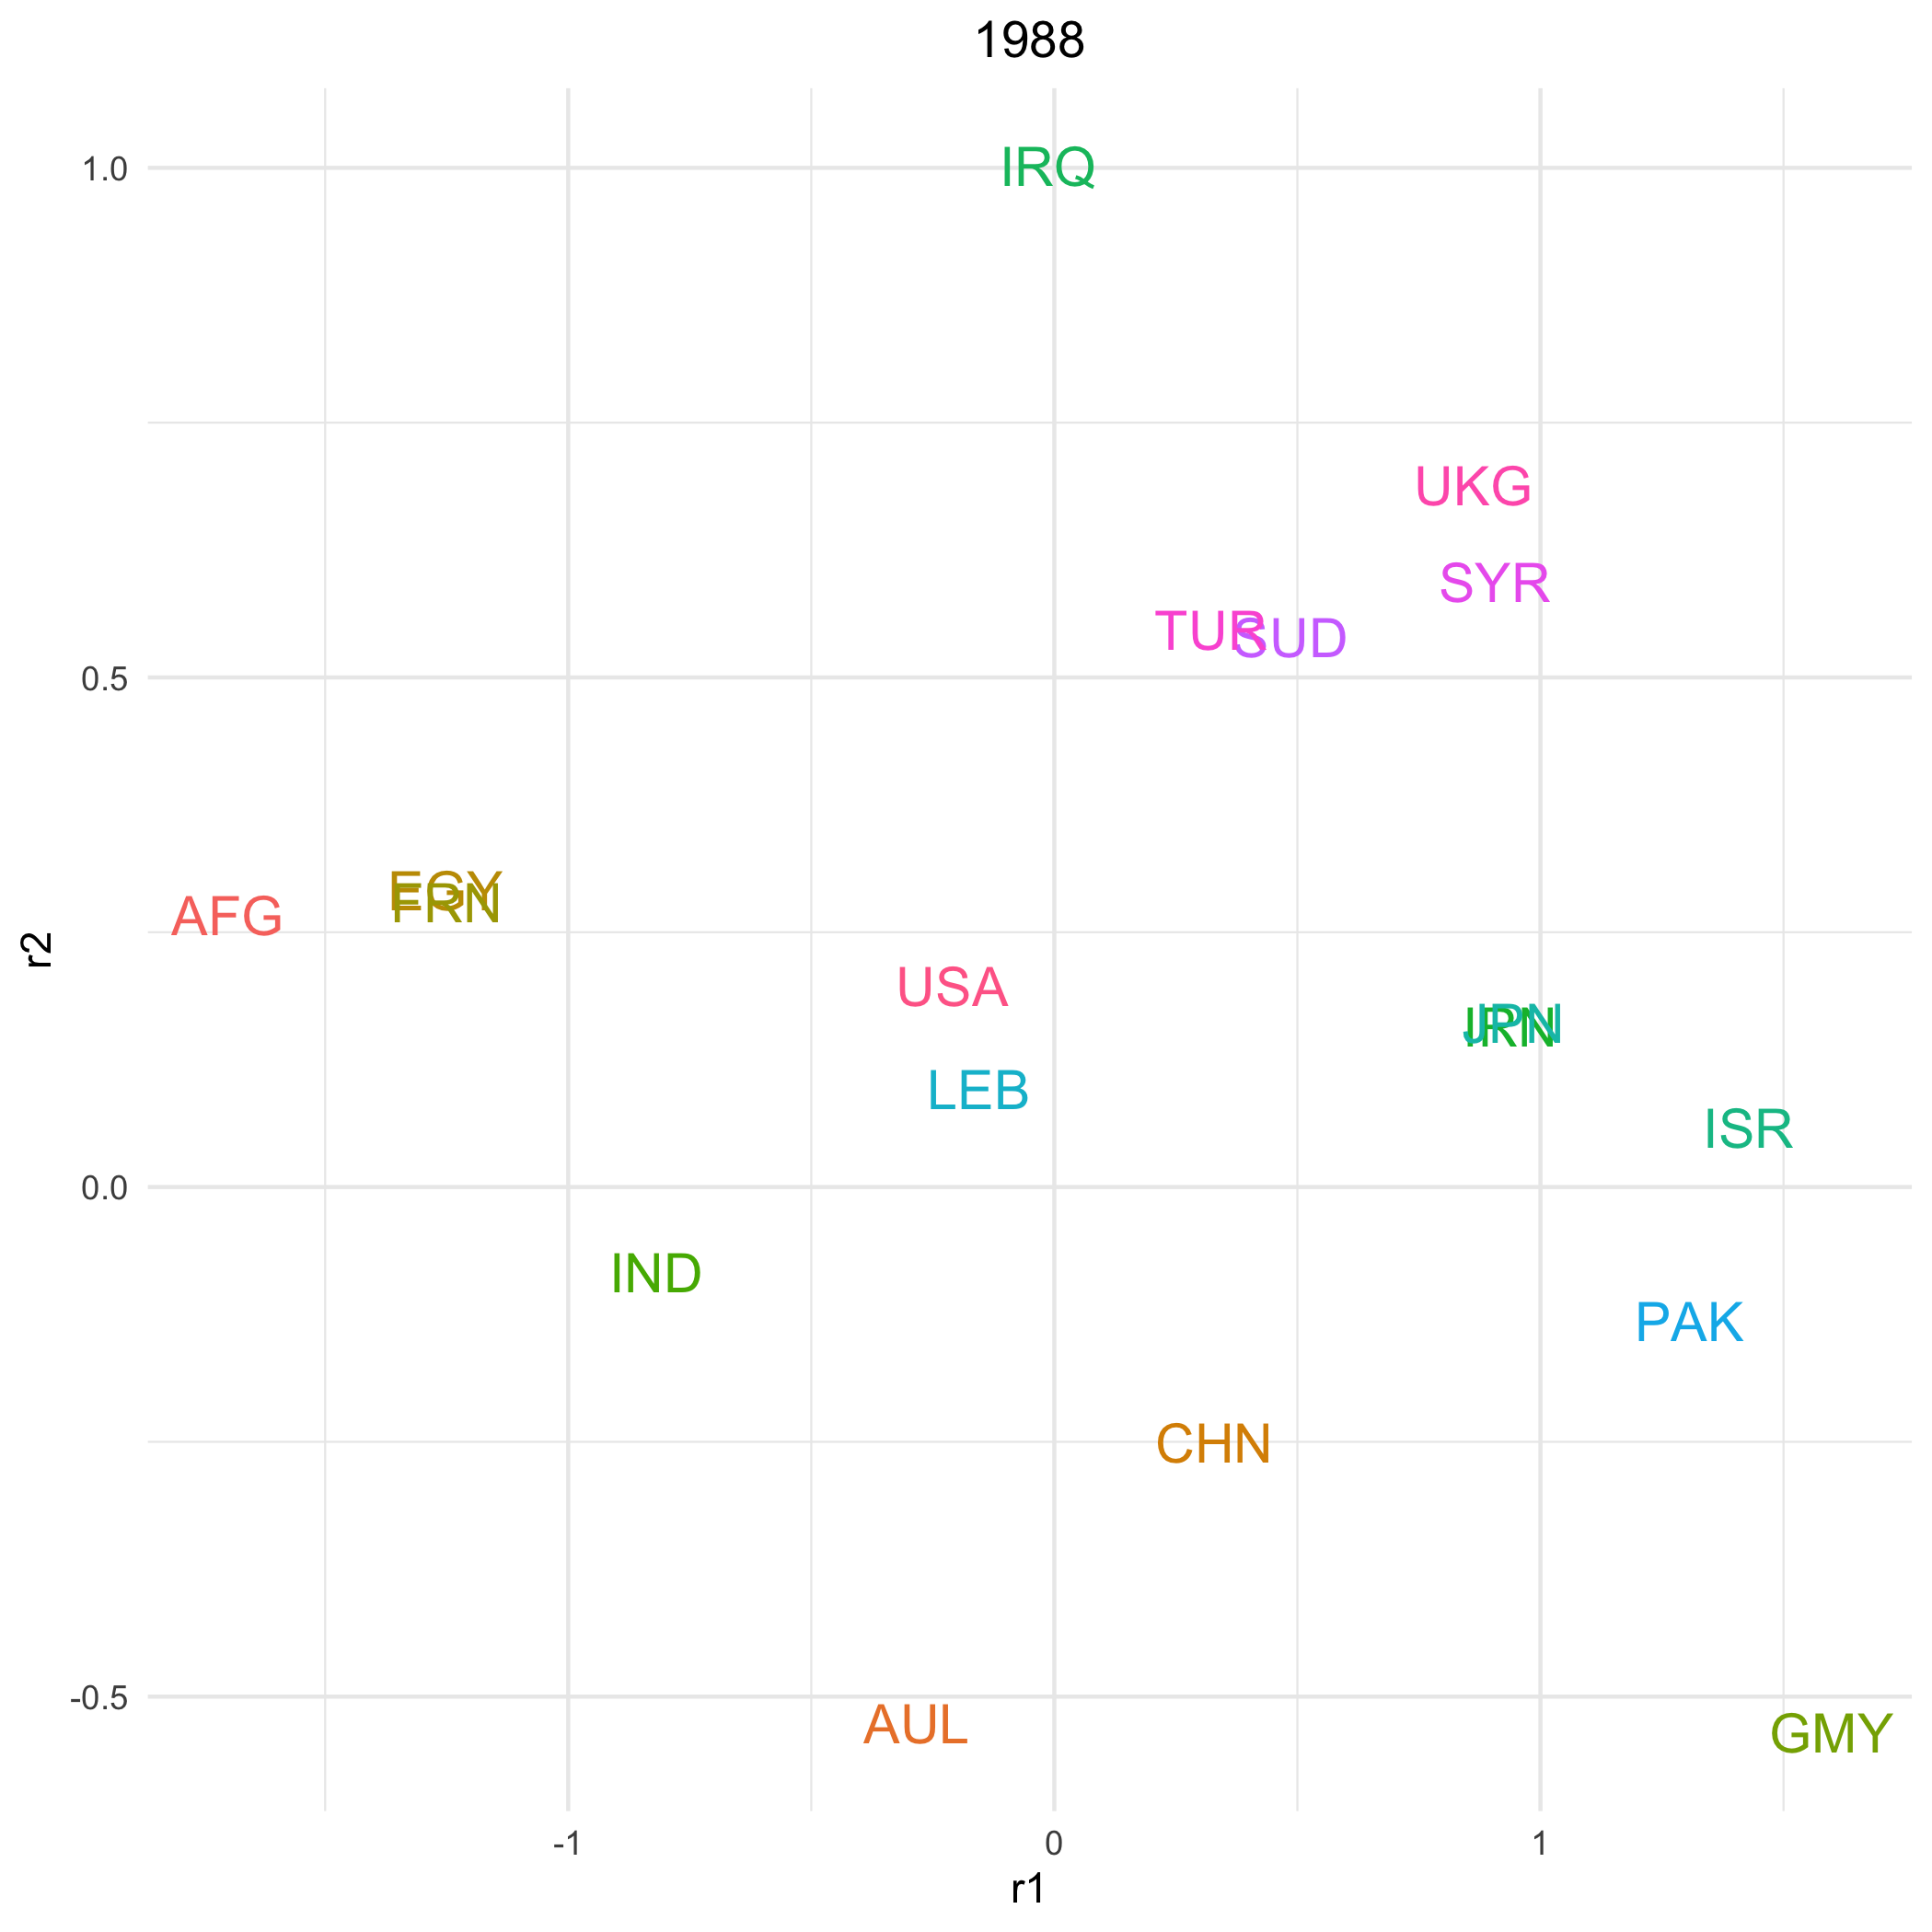 1988
1.0
IRQ
UKG
SYR
TUR
SUD
0.5
EGY
FRN
AFG
r2
USA
JPN
IRN
LEB
ISR
0.0
IND
PAK
CHN
-0.5
AUL
GMY
-1
0
1
r1